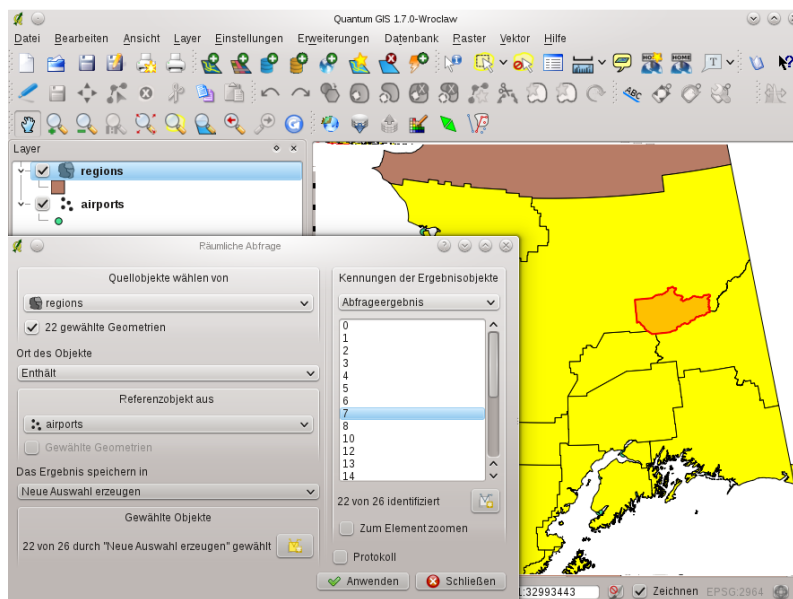 Quantum GIS 1.7.0-Wroclaw
Datei Bearbeiten Ansicht Layer Einstellungen Erweiterungen Datenbank Raster Vektor Hilfe
Layer
regions
airports
Räumliche Abfrage
Quellobjekte wählen von
regions
22 gewählte Geometrien
Ort des Objekte
Enthält
Referenzobjekt aus
airports
Gewählte Geometrien
Das Ergebnis speichern in
Neue Auswahl erzeugen
Gewählte Objekte
22 von 26 durch "Neue Auswahl erzeugen" gewählt
Kennungen der Ergebnisobjekte
Abfrageergebnis
0
1
2
3
4
5
6
7
8
10
12
13
14
22 von 26 identifiziert
Zum Element zoomen
Protokoll
Anwenden Schließen
1:32993443 Zeichnen EPSG:2964